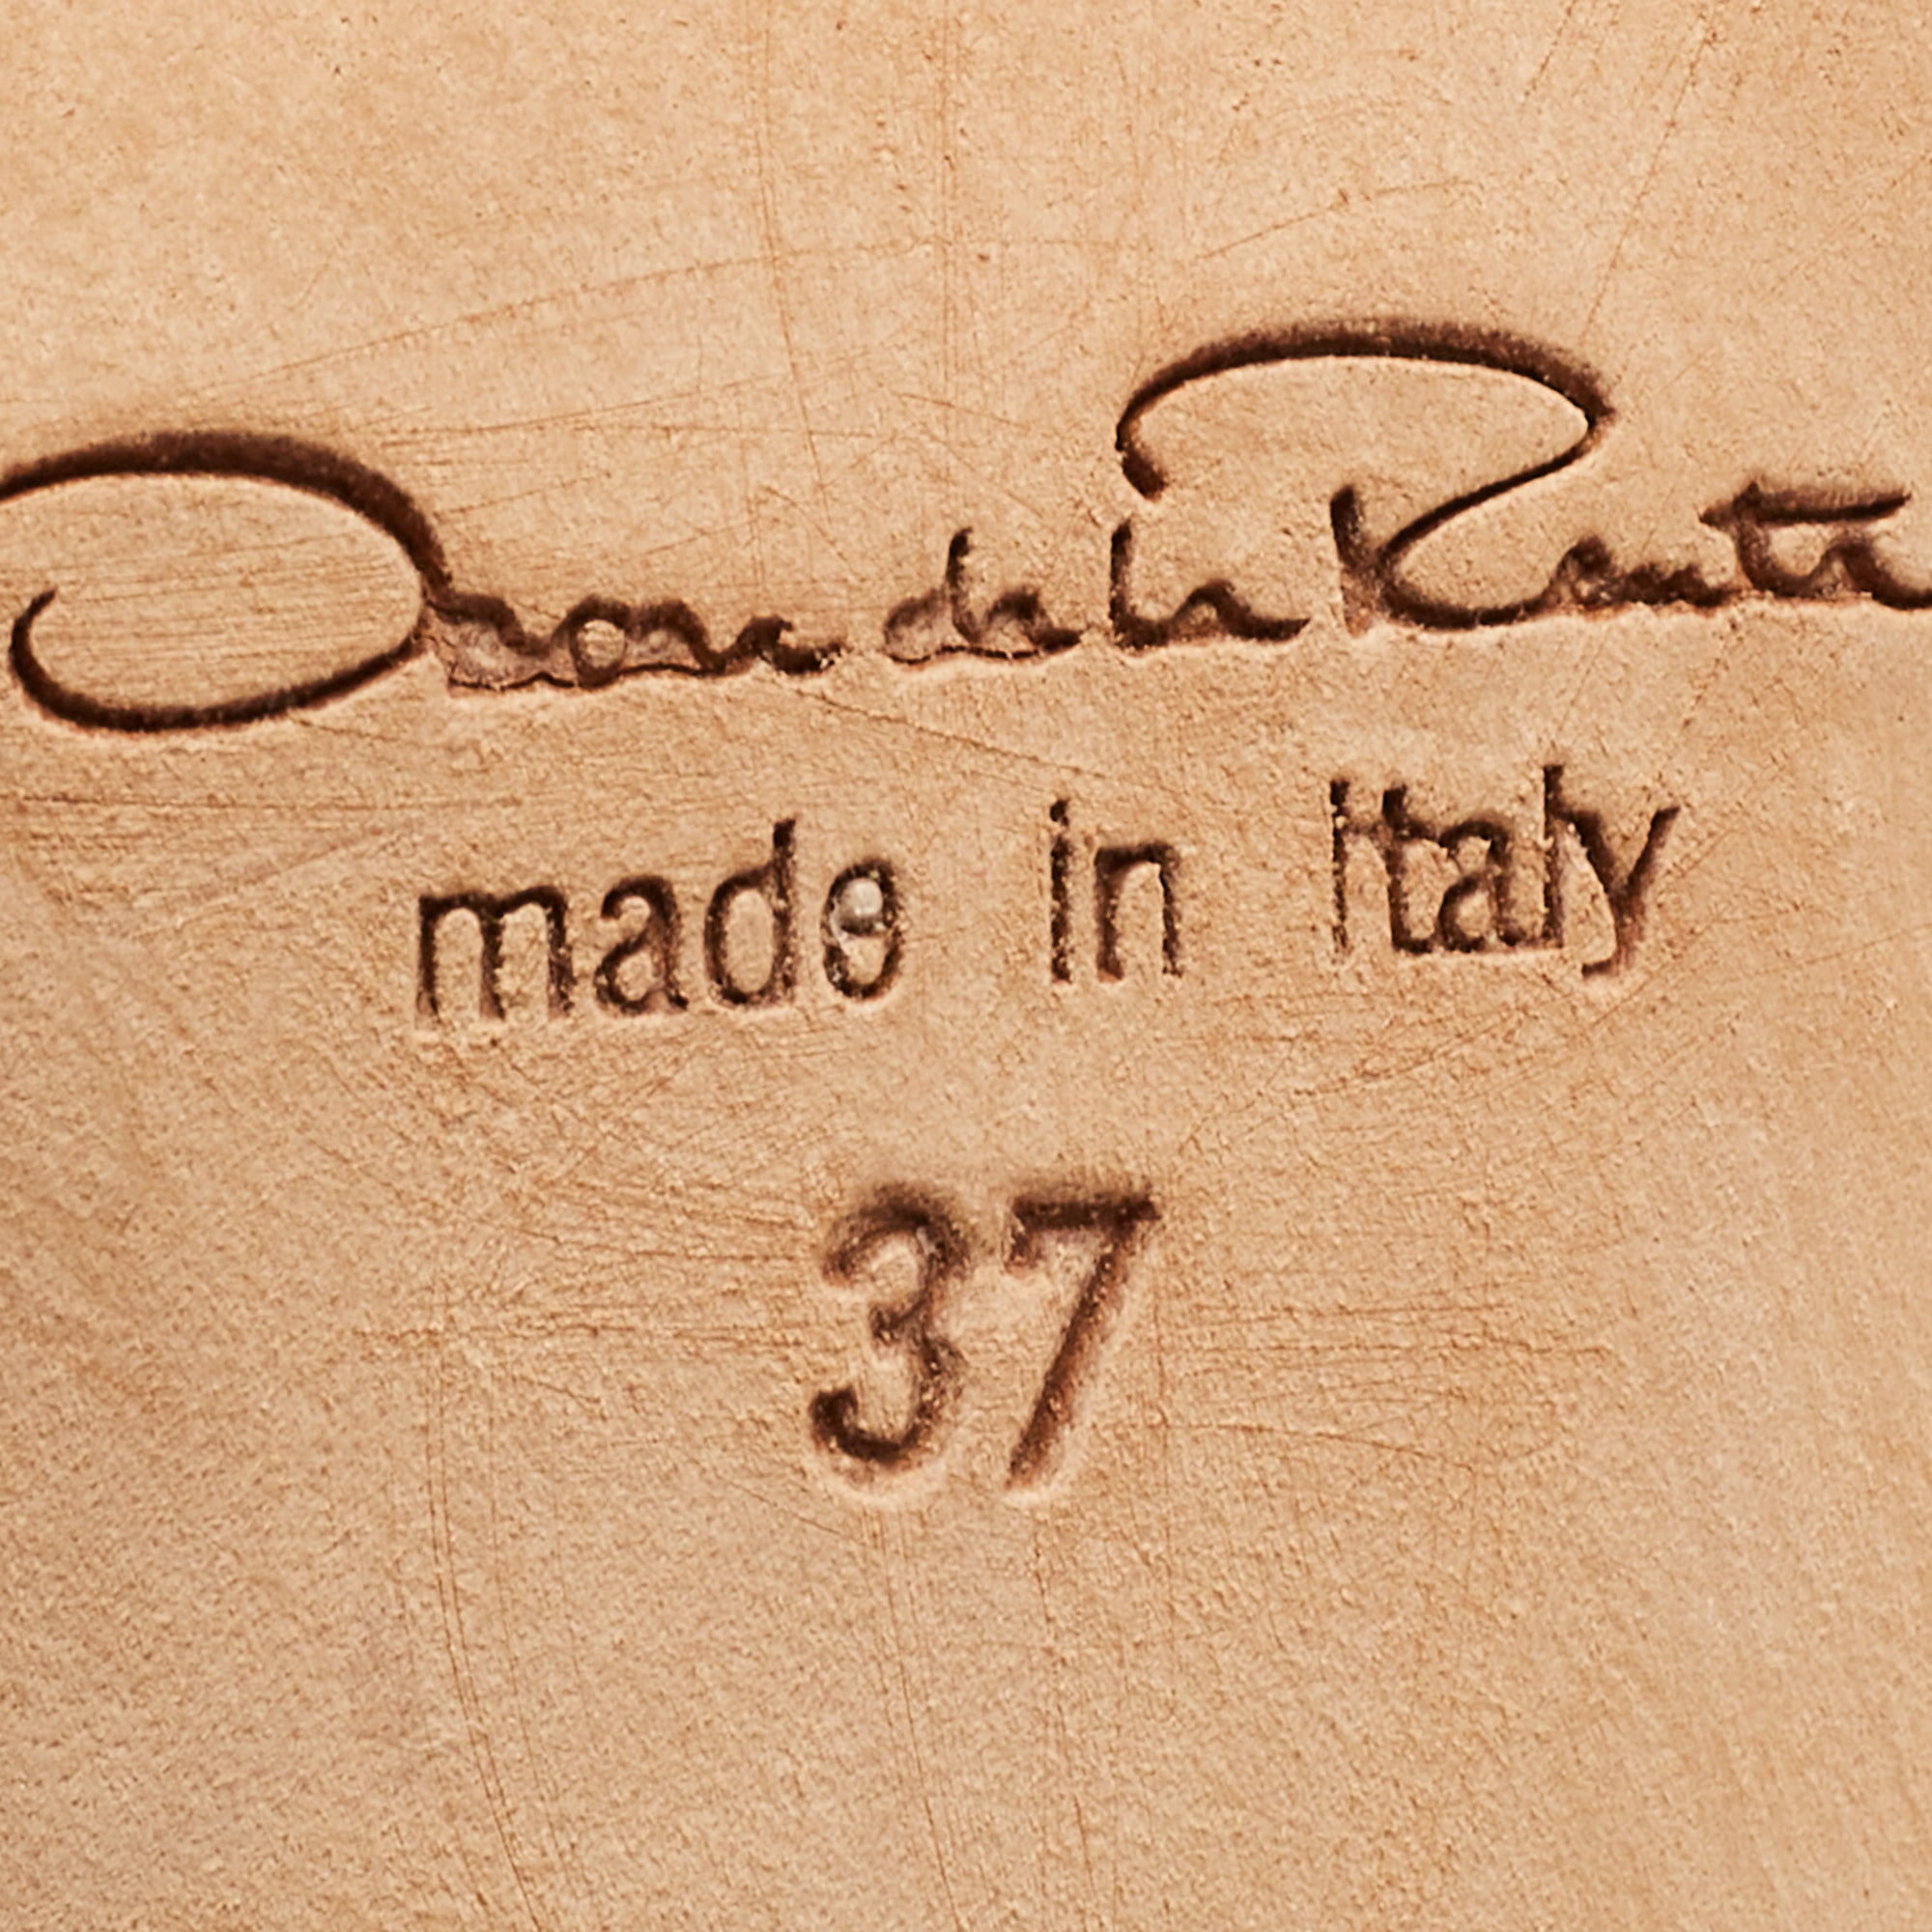 Oscar de la Renta
made in Italy
37